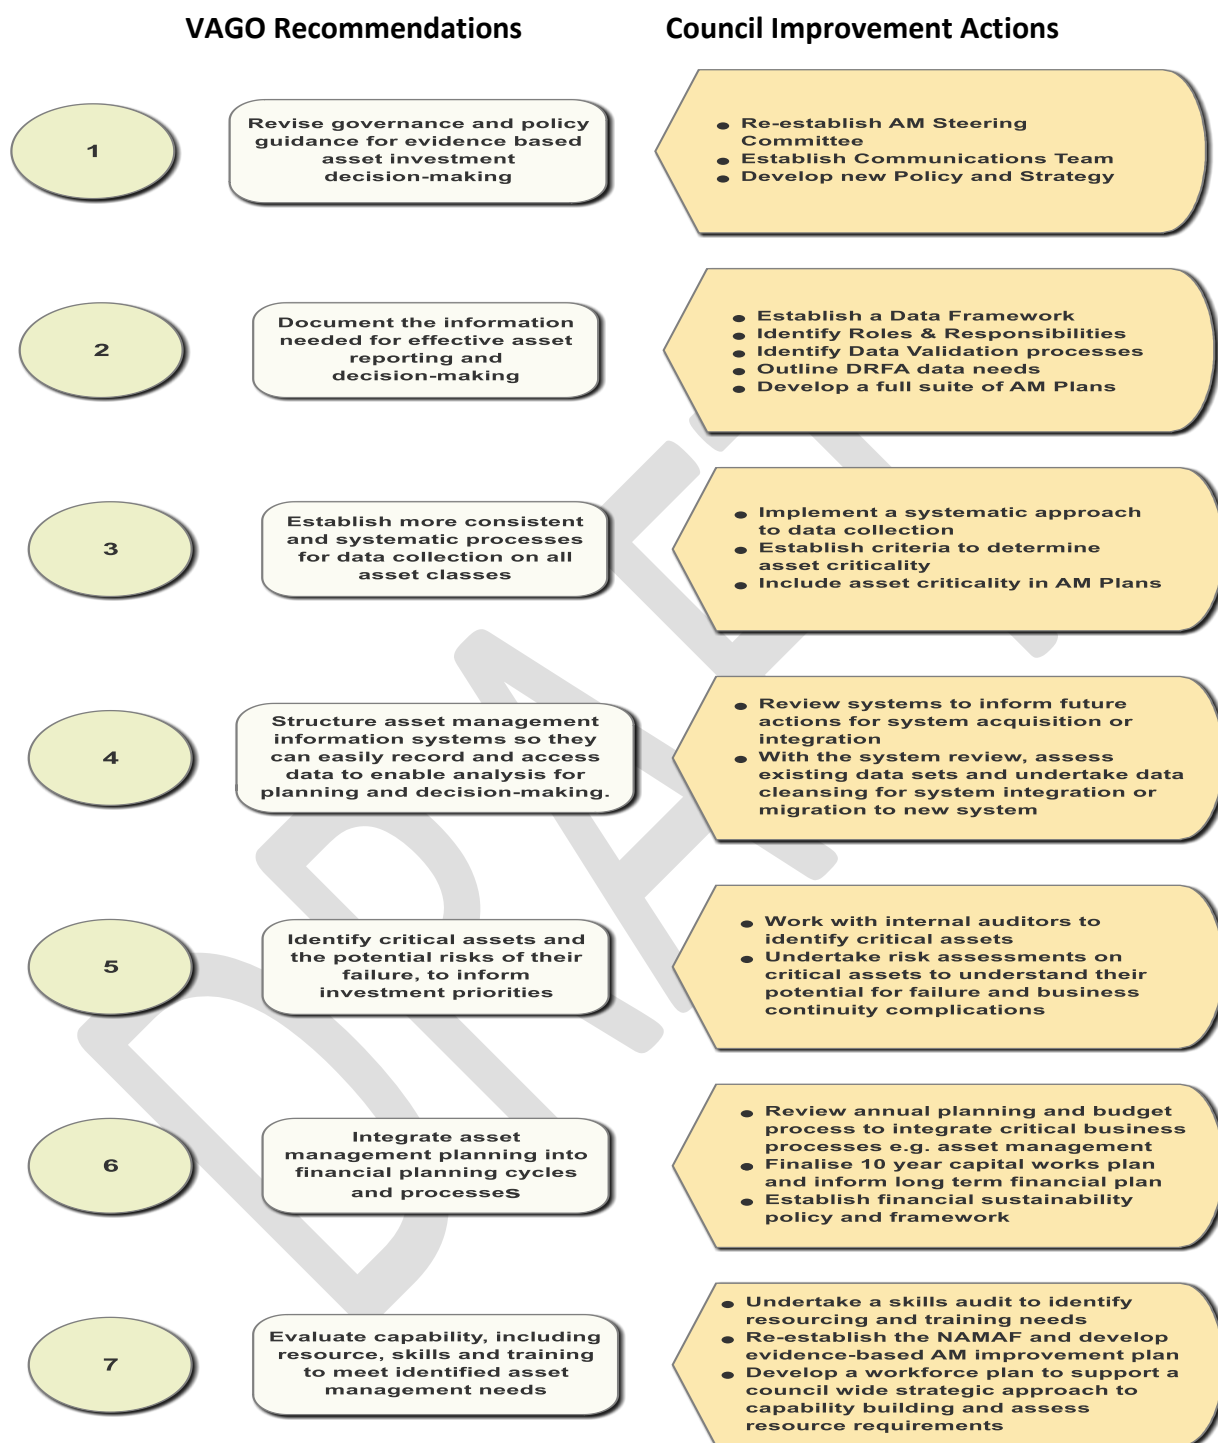 VAGO Recommendations
Council Improvement Actions
1
Revise governance and policy
guidance for evidence based
asset investment
decision-making
● Re-establish AM Steering
Committee
● Establish Communications Team
● Develop new Policy and Strategy
2
Document the information
needed for effective asset
reporting and
decision-making
● Establish a Data Framework
● Identify Roles & Responsibilities
● Identify Data Validation processes
● Outline DRFA data needs
● Develop a full suite of AM Plans
3
Establish more consistent
and systematic processes
for data collection on all
asset classes
● Implement a systematic approach
to data collection
● Establish criteria to determine
asset criticality
● Include asset criticality in AM Plans
4
Structure asset management
information systems so they
can easily record and access
data to enable analysis for
planning and decision-making.
● Review systems to inform future
actions for system acquisition or
integration
● With the system review, assess
existing data sets and undertake data
cleansing for system integration or
migration to new system
5
Identify critical assets and
the potential risks of their
failure, to inform
investment priorities
● Work with internal auditors to
identify critical assets
● Undertake risk assessments on
critical assets to understand their
potential for failure and business
continuity complications
6
Integrate asset
management planning into
financial planning cycles
and processes
● Review annual planning and budget
process to integrate critical business
processes e.g. asset management
● Finalise 10 year capital works plan
and inform long term financial plan
● Establish financial sustainability
policy and framework
7
Evaluate capability, including
resource, skills and training
to meet identified asset
management needs
● Undertake a skills audit to identify
resourcing and training needs
● Re-establish the NAMAF and develop
evidence-based AM improvement plan
● Develop a workforce plan to support a
council wide strategic approach to
capability building and assess
resource requirements
DRAFT